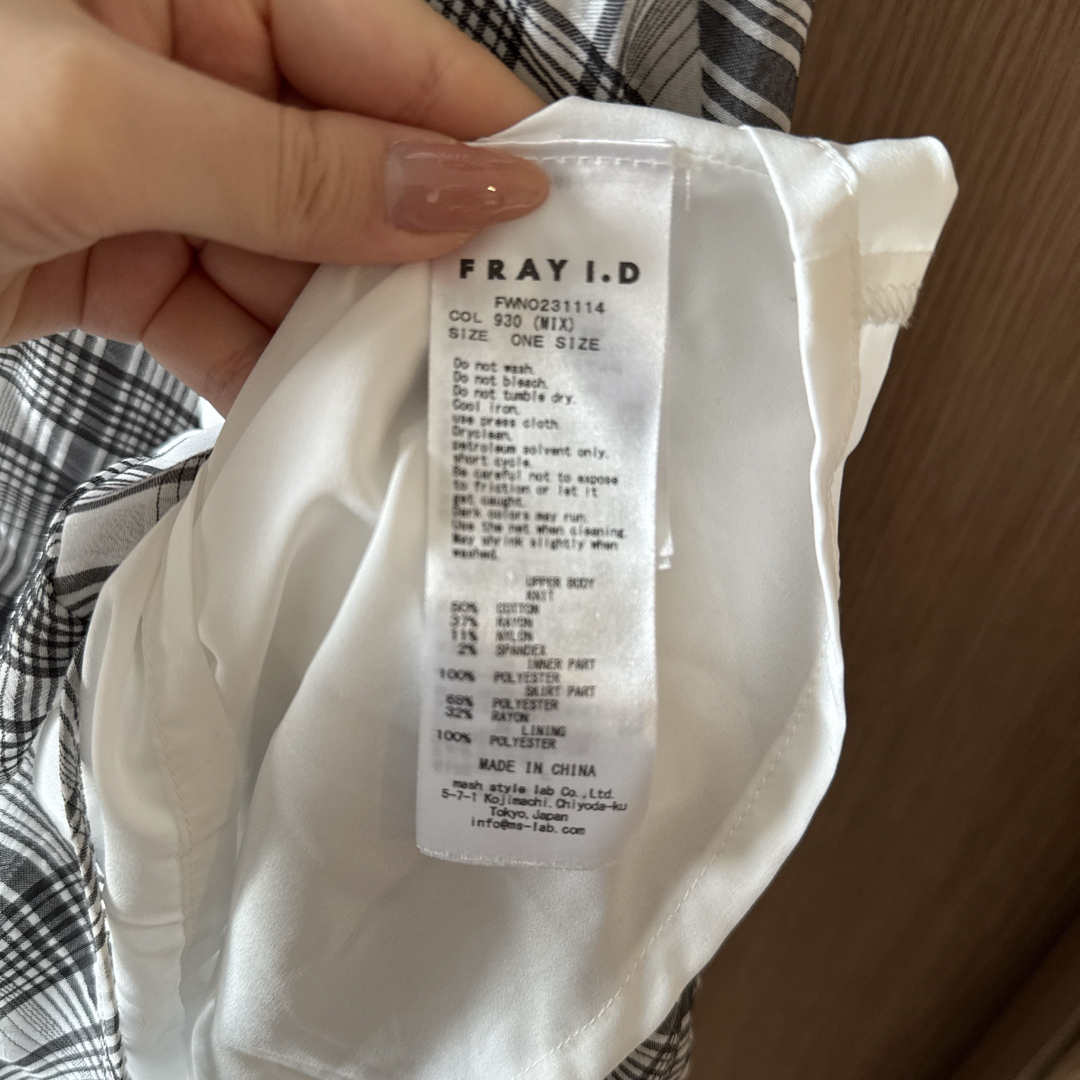 FRAY I.D
FWNO231114
COL 930 (MIX)
SIZE ONE SIZE
Do not wash.
Do not bleach.
Do not tumble dry.
Cool iron.
use press cloth.
Dryclean,
petroleum solvent only.
short cycle.
Be careful not to expose
to friction or let it
get caught.
Dark colors may run.
Use the net when cleaning.
May shrink slightly when
washed.
UPPER BODY
KNIT
50% COTTON
37% RAYON
11% NYLON
2% SPANDEX
INNER PART
100% POLYESTER
SKIRT PART
68% POLYESTER
32% RAYON
LINING
100% POLYESTER
MADE IN CHINA
mash style lab Co.,Ltd.
5-7-1 Kojimachi.Chiyoda-ku
Tokyo,Japan
info@ms-lab.com